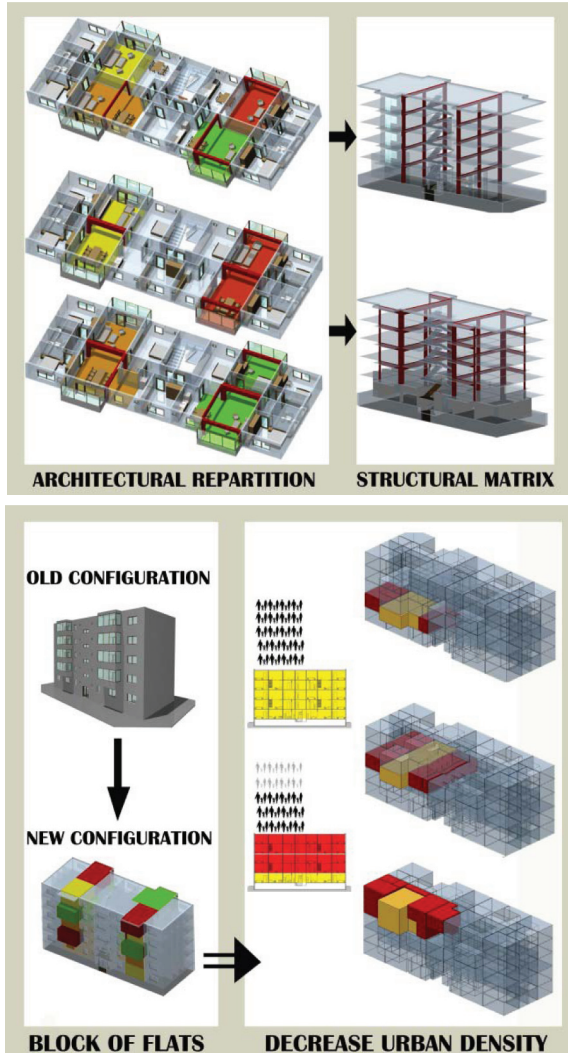 ARCHITECTURAL REPARTITION
STRUCTURAL MATRIX
OLD CONFIGURATION
NEW CONFIGURATION
BLOCK OF FLATS
DECREASE URBAN DENSITY